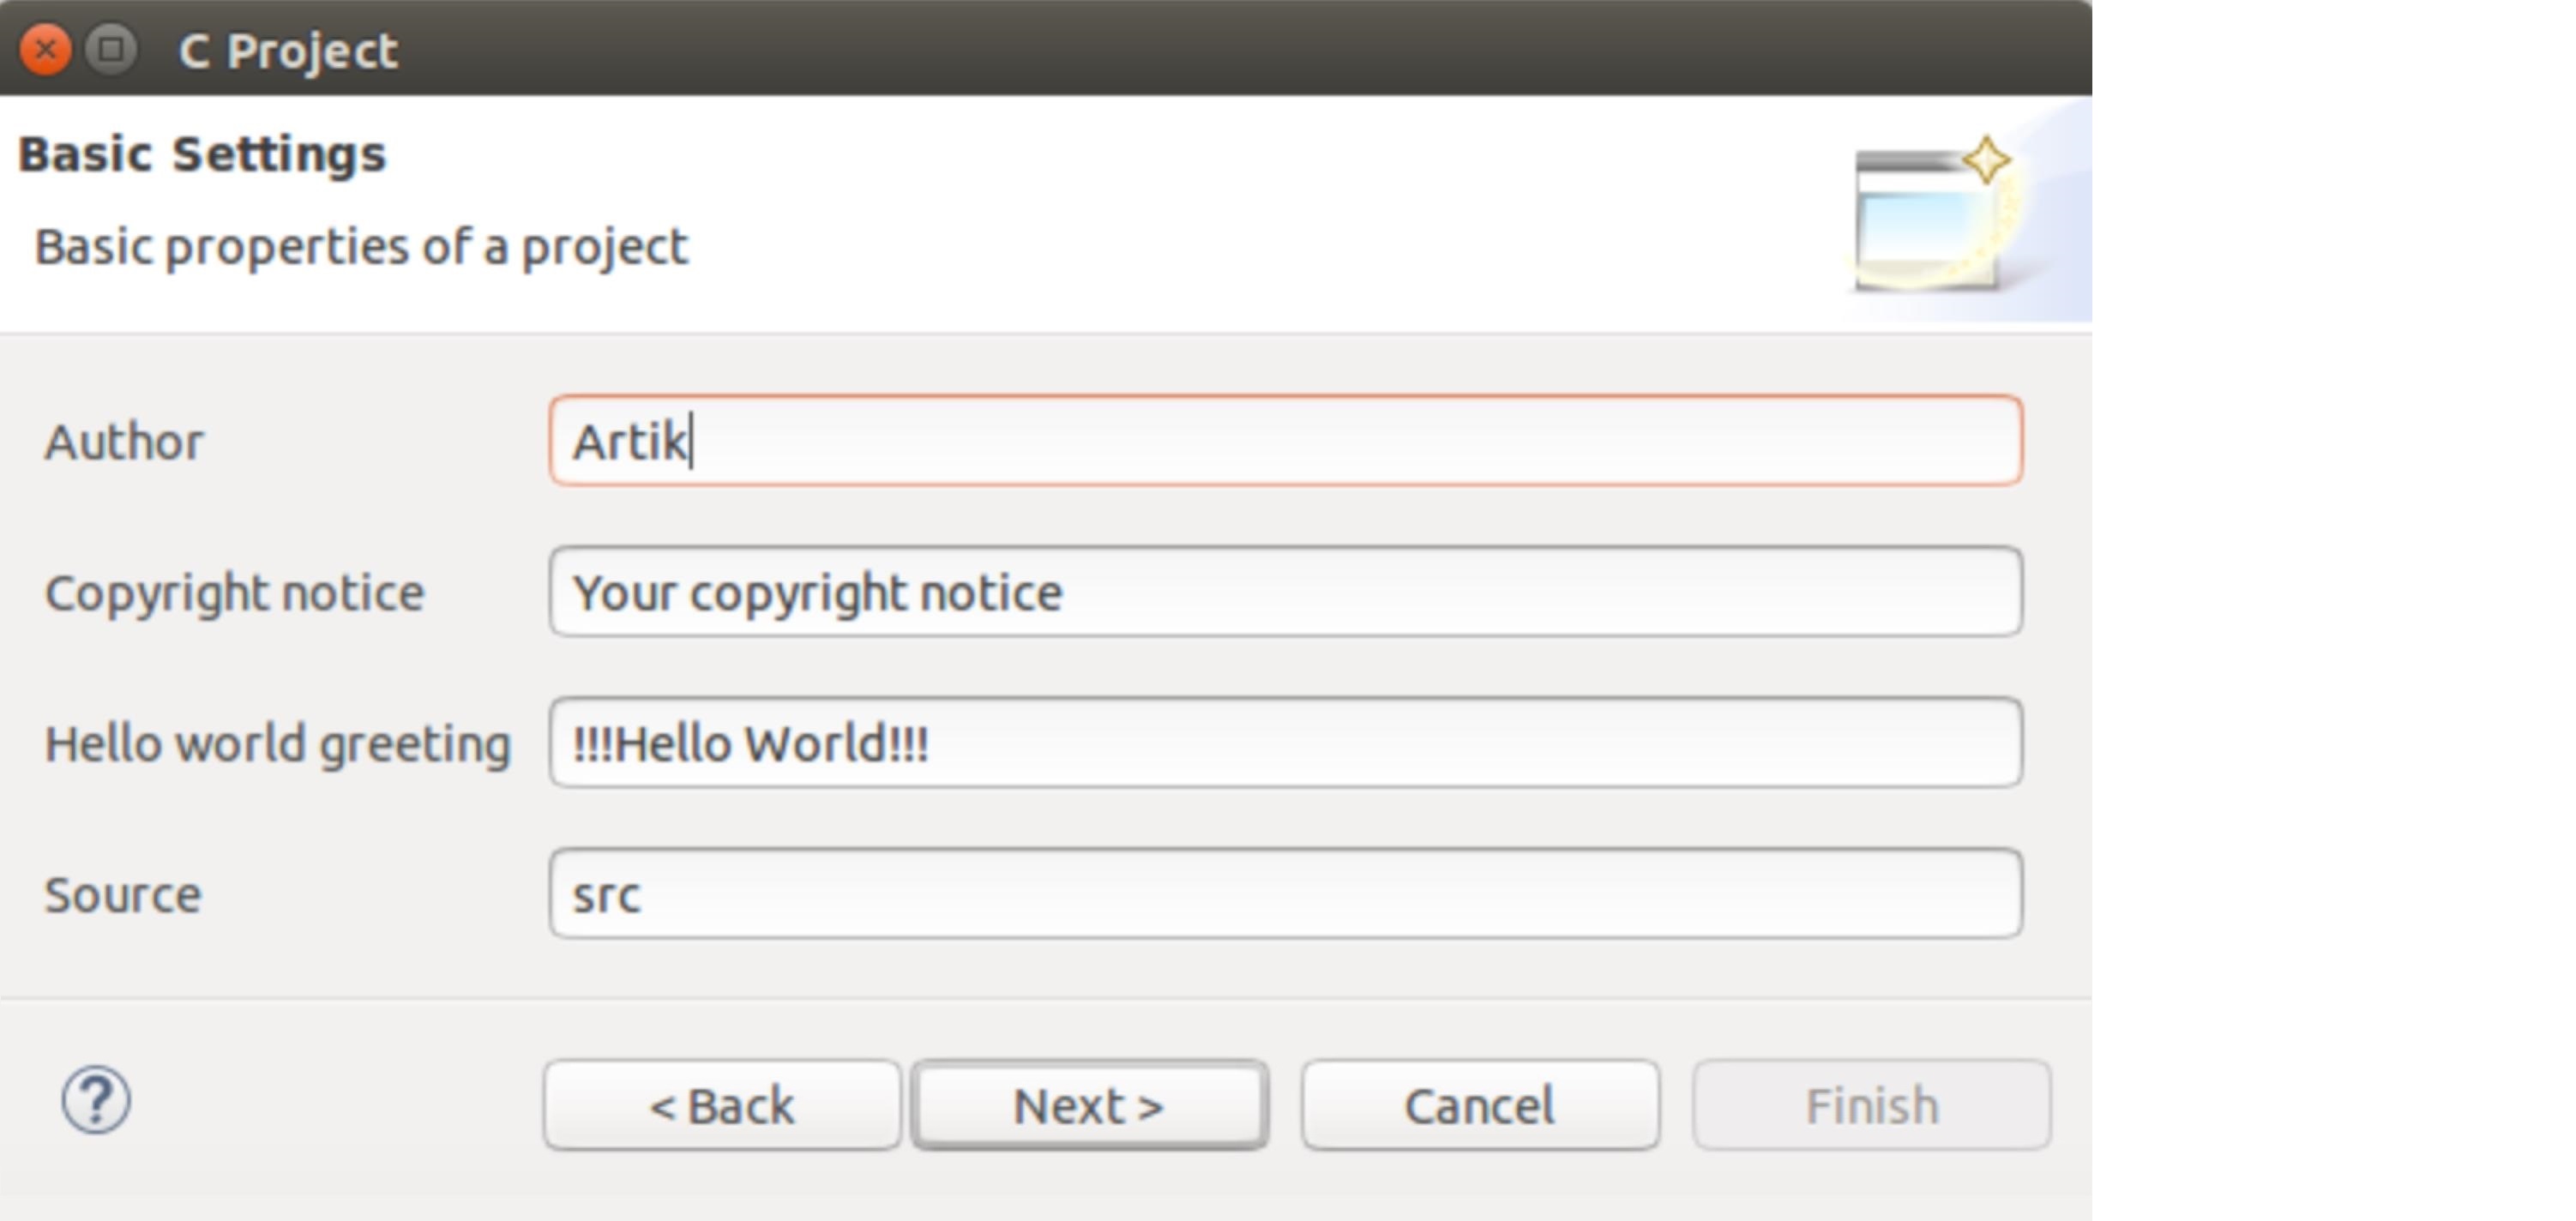 C Project
Basic Settings
Basic properties of a project
Author Artik
Copyright notice Your copyright notice
Hello world greeting !!!Hello World!!!
Source src
? < Back Next > Cancel Finish